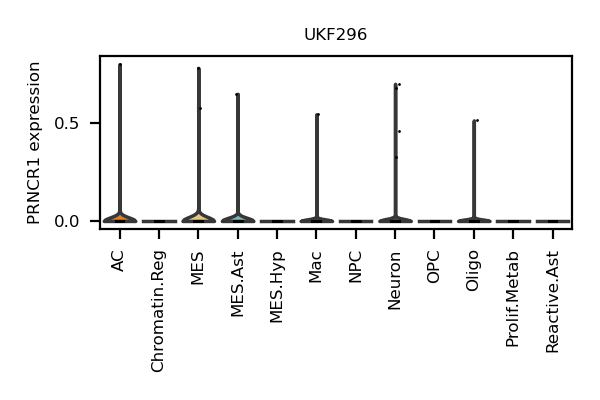 UKF296
PRNCR1 expression
0.5
0.0
AC
Chromatin.Reg
MES
MES.Ast
MES.Hyp
Mac
NPC
Neuron
OPC
Oligo
Prolif.Metab
Reactive.Ast